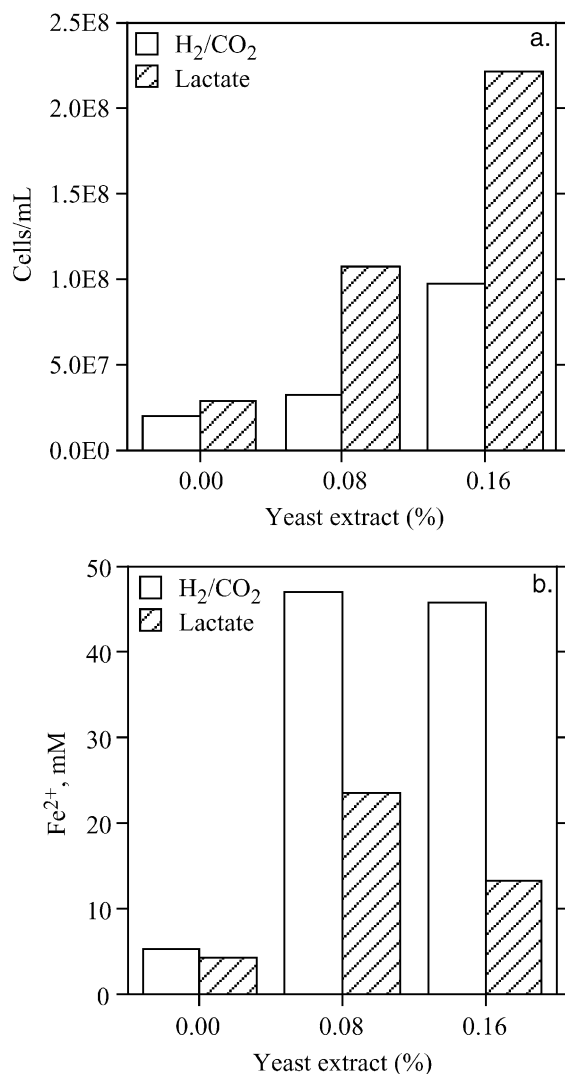 a.
H₂/CO₂
Lactate
2.5E8
2.0E8
1.5E8
1.0E8
5.0E7
0.0E0
Cells/mL
0.00 0.08 0.16
Yeast extract (%)
b.
H₂/CO₂
Lactate
50
40
30
20
10
0
Fe²⁺, mM
0.00 0.08 0.16
Yeast extract (%)